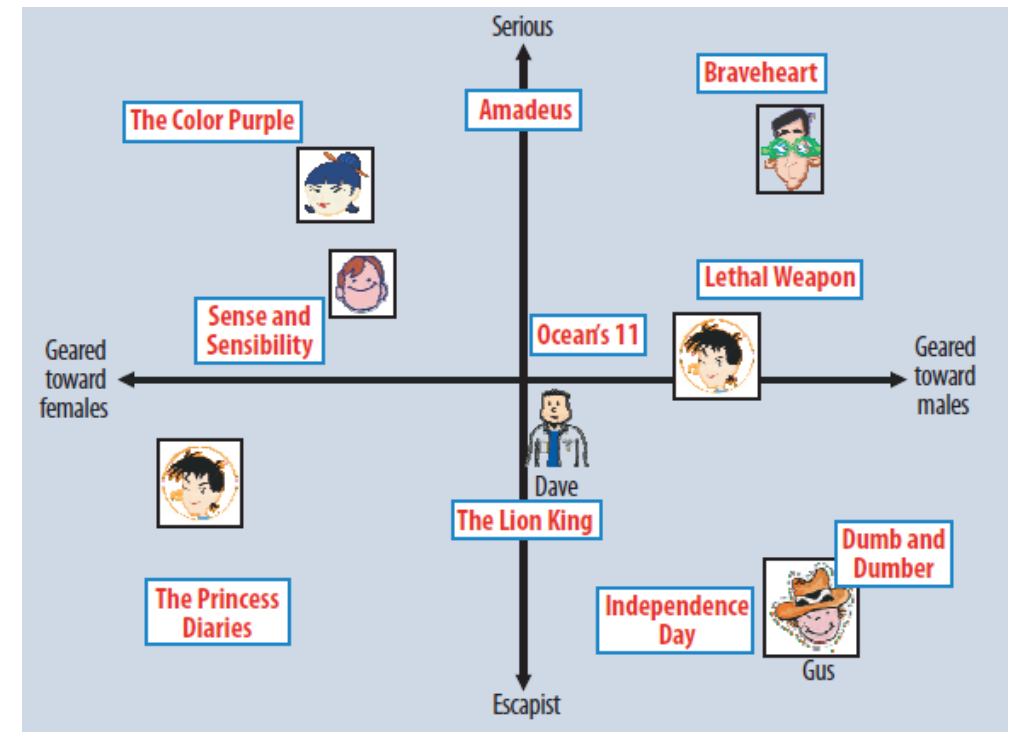 Serious
Braveheart
Amadeus
The Color Purple
Lethal Weapon
Sense and
Sensibility
Ocean's 11
Geared
toward
females
Geared
toward
males
Dave
The Lion King
Dumb and
Dumber
The Princess
Diaries
Independence
Day
Gus
Escapist